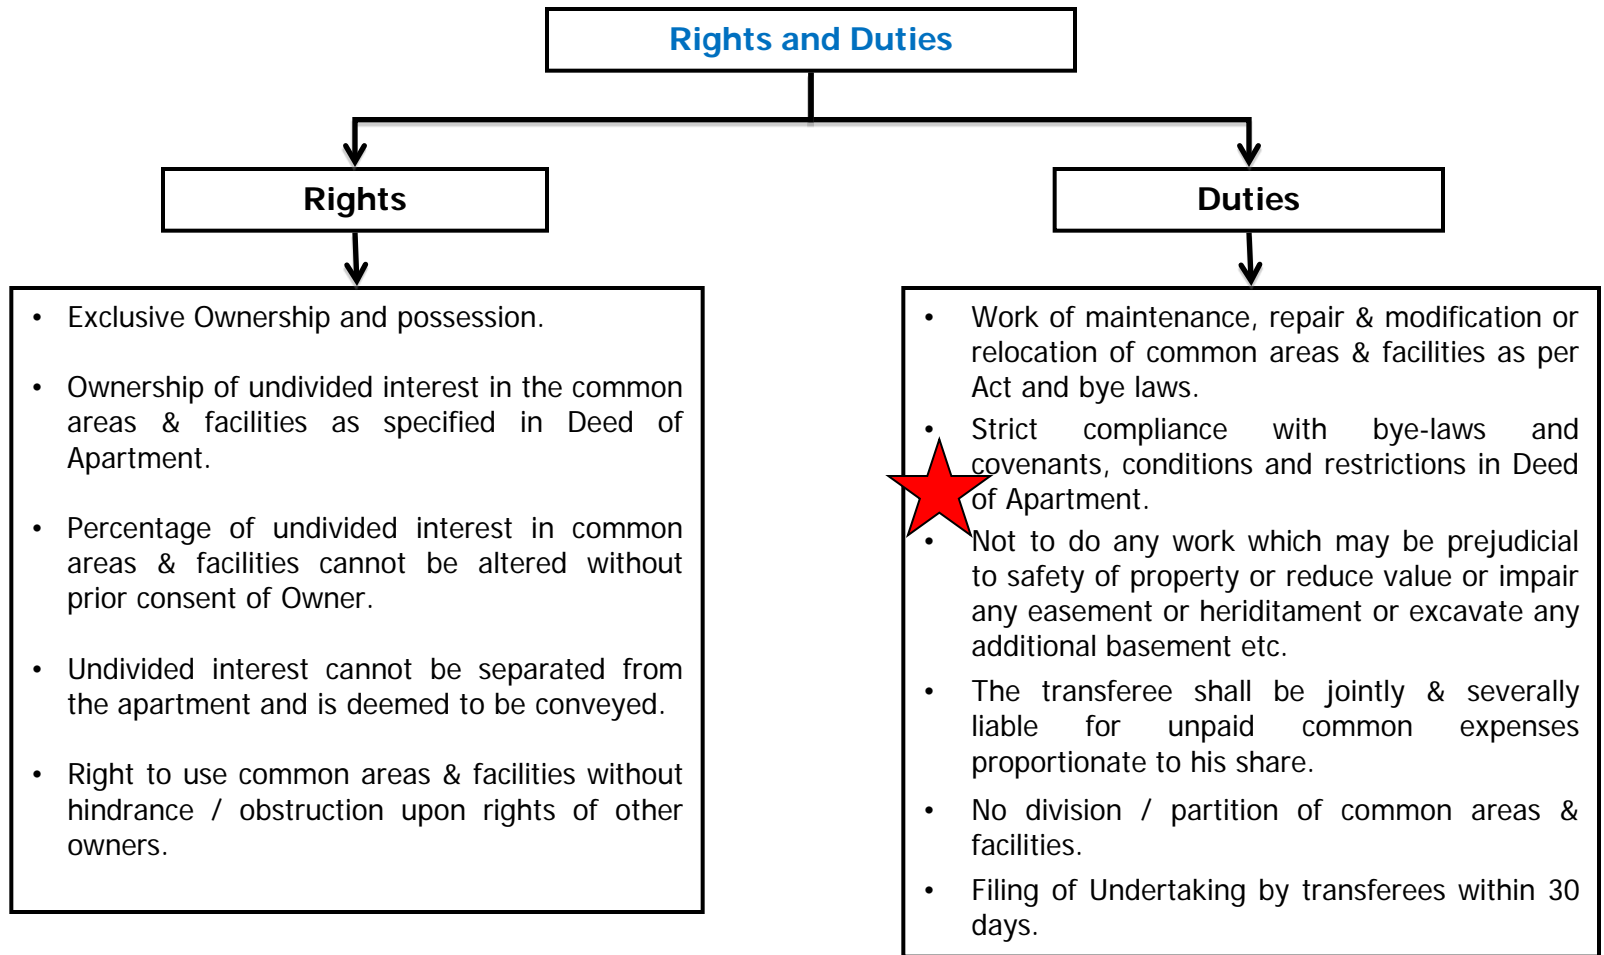 Rights and Duties
Rights
• Exclusive Ownership and possession.
• Ownership of undivided interest in the common
areas & facilities as specified in Deed of
Apartment.
• Percentage of undivided interest in common
areas & facilities cannot be altered without
prior consent of Owner.
• Undivided interest cannot be separated from
the apartment and is deemed to be conveyed.
• Right to use common areas & facilities without
hindrance / obstruction upon rights of other
owners.
Duties
• Work of maintenance, repair & modification or
relocation of common areas & facilities as per
Act and bye laws.
• Strict compliance with bye-laws and
covenants, conditions and restrictions in Deed
of Apartment.
• Not to do any work which may be prejudicial
to safety of property or reduce value or impair
any easement or heriditament or excavate any
additional basement etc.
• The transferee shall be jointly & severally
liable for unpaid common expenses
proportionate to his share.
• No division / partition of common areas &
facilities.
• Filing of Undertaking by transferees within 30
days.